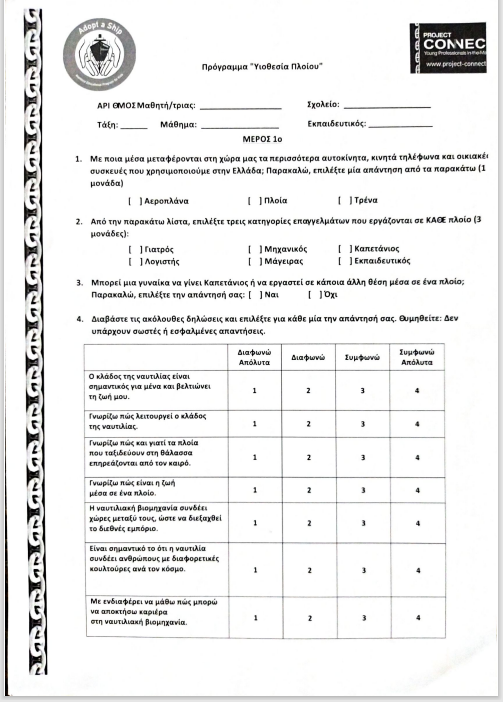 Adopt a Ship
PROJECT
CONNEC
Young Professionals in the Ma
www.project-connect
Πρόγραμμα "Υιοθεσία Πλοίου"
ΑΡΙ ΘΜΟΣ Μαθητή/τριας: ________________ Σχολείο: ________________
Τάξη: _____ Μάθημα: ________________ Εκπαιδευτικός: ____________
ΜΕΡΟΣ 1ο
1. Με ποια μέσα μεταφέρονται στη χώρα μας τα περισσότερα αυτοκίνητα, κινητά τηλέφωνα και οικιακέ
συσκευές που χρησιμοποιούμε στην Ελλάδα; Παρακαλώ, επιλέξτε μία απάντηση από τα παρακάτω (1
μονάδα)
[ ] Αεροπλάνα [ ] Πλοία [ ] Τρένα
2. Από την παρακάτω λίστα, επιλέξτε τρεις κατηγορίες επαγγελμάτων που εργάζονται σε ΚΑΘΕ πλοίο (3
μονάδες):
[ ] Γιατρός [ ] Μηχανικός [ ] Καπετάνιος
[ ] Λογιστής [ ] Μάγειρας [ ] Εκπαιδευτικός
3. Μπορεί μια γυναίκα να γίνει Καπετάνιος ή να εργαστεί σε κάποια άλλη θέση μέσα σε ένα πλοίο;
Παρακαλώ, επιλέξτε την απάντησή σας: [ ] Ναι [ ] Όχι
4. Διαβάστε τις ακόλουθες δηλώσεις και επιλέξτε για κάθε μία την απάντησή σας. Θυμηθείτε: Δεν
υπάρχουν σωστές ή εσφαλμένες απαντήσεις.
Διαφωνώ Απόλυτα Διαφωνώ Συμφωνώ Συμφωνώ Απόλυτα
Ο κλάδος της ναυτιλίας είναι
σημαντικός για μένα και βελτιώνει
τη ζωή μου.
1 2 3 4
Γνωρίζω πώς λειτουργεί ο κλάδος
της ναυτιλίας.
1 2 3 4
Γνωρίζω πώς και γιατί τα πλοία
που ταξιδεύουν στη θάλασσα
επηρεάζονται από τον καιρό.
1 2 3 4
Γνωρίζω πώς είναι η ζωή
μέσα σε ένα πλοίο.
1 2 3 4
Η ναυτιλιακή βιομηχανία συνδέει
χώρες μεταξύ τους, ώστε να διεξαχθεί
το διεθνές εμπόριο.
1 2 3 4
Είναι σημαντικό το ότι η ναυτιλία
συνδέει ανθρώπους με διαφορετικές
κουλτούρες ανά τον κόσμο.
1 2 3 4
Με ενδιαφέρει να μάθω πώς μπορώ
να αποκτήσω καριέρα
στη ναυτιλιακή βιομηχανία.
1 2 3 4